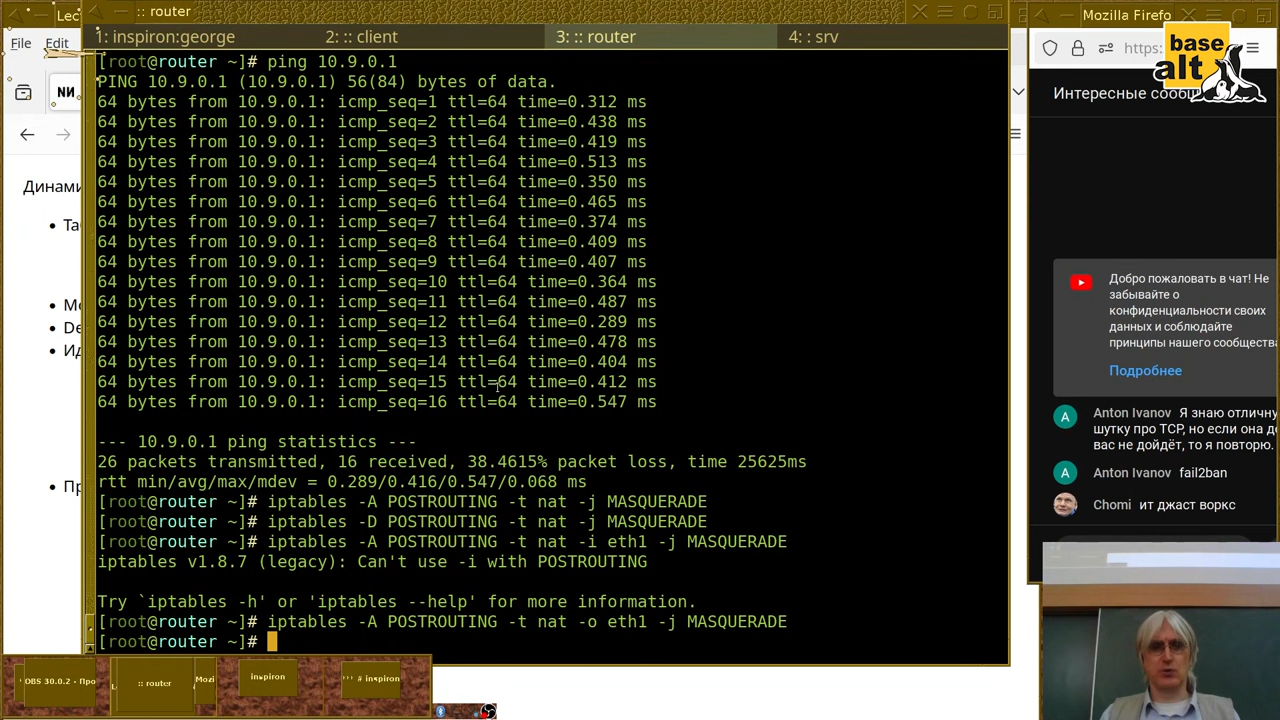 Lec
:: router
Mozilla Firefo
File Edit
1: inspiron:george
2: :: client
3: :: router
4: : srv
[root@router ~]# ping 10.9.0.1
PING 10.9.0.1 (10.9.0.1) 56(84) bytes of data.
64 bytes from 10.9.0.1: icmp_seq=1 ttl=64 time=0.312 ms
64 bytes from 10.9.0.1: icmp_seq=2 ttl=64 time=0.438 ms
64 bytes from 10.9.0.1: icmp_seq=3 ttl=64 time=0.419 ms
64 bytes from 10.9.0.1: icmp_seq=4 ttl=64 time=0.513 ms
64 bytes from 10.9.0.1: icmp_seq=5 ttl=64 time=0.350 ms
64 bytes from 10.9.0.1: icmp_seq=6 ttl=64 time=0.465 ms
64 bytes from 10.9.0.1: icmp_seq=7 ttl=64 time=0.374 ms
64 bytes from 10.9.0.1: icmp_seq=8 ttl=64 time=0.409 ms
64 bytes from 10.9.0.1: icmp_seq=9 ttl=64 time=0.407 ms
64 bytes from 10.9.0.1: icmp_seq=10 ttl=64 time=0.364 ms
64 bytes from 10.9.0.1: icmp_seq=11 ttl=64 time=0.487 ms
64 bytes from 10.9.0.1: icmp_seq=12 ttl=64 time=0.289 ms
64 bytes from 10.9.0.1: icmp_seq=13 ttl=64 time=0.478 ms
64 bytes from 10.9.0.1: icmp_seq=14 ttl=64 time=0.404 ms
64 bytes from 10.9.0.1: icmp_seq=15 ttl=64 time=0.412 ms
64 bytes from 10.9.0.1: icmp_seq=16 ttl=64 time=0.547 ms
--- 10.9.0.1 ping statistics ---
26 packets transmitted, 16 received, 38.4615% packet loss, time 25625ms
rtt min/avg/max/mdev = 0.289/0.416/0.547/0.068 ms
[root@router ~]# iptables -A POSTROUTING -t nat -j MASQUERADE
[root@router ~]# iptables -D POSTROUTING -t nat -j MASQUERADE
[root@router ~]# iptables -A POSTROUTING -t nat -i eth1 -j MASQUERADE
iptables v1.8.7 (legacy): Can't use -i with POSTROUTING
Try `iptables -h' or 'iptables --help' for more information.
[root@router ~]# iptables -A POSTROUTING -t nat -o eth1 -j MASQUERADE
[root@router ~]#
Динами
Та
Мо
De
Ид
Пр
https:
base
alt
Интересные сообщ
Добро пожаловать в чат! Не
забывайте о
конфиденциальности своих
данных и соблюдайте
принципы нашего сообщества
Подробнее
A Anton Ivanov Я знаю отличну
шутку про TCP, но если она до
вас не дойдёт, то я повторю.
A Anton Ivanov fail2ban
Chomi ит джаст воркс
DBS 30.0.2 - Про
:: router
Mozi
inspiron
>>> # inspiron